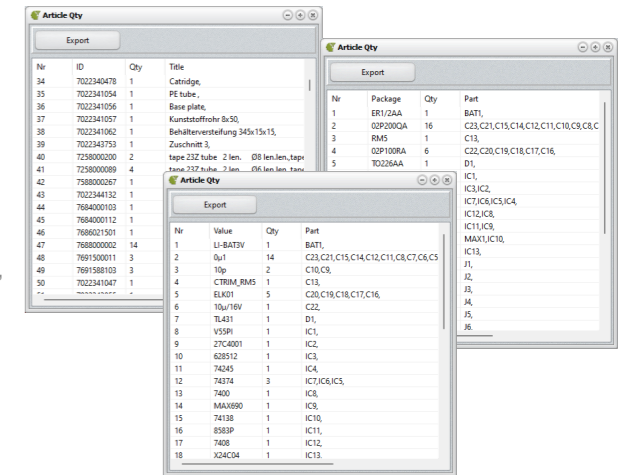 Article Qty
Export
Nr ID Qty Title
34 7022340478 1 Catridge,
35 7022341054 1 PE tube ,
36 7022341056 1 Base plate,
37 7022341057 1 Kunststoffrohr 8x50,
38 7022341062 1 Behälterversteifung 345x15x15,
39 7022343753 1 Zuschnitt 3,
40 7258000200 2 tape 23Z tube 2 len. Ø8 len.len.,tape
41 7258000089 4 tape 23Z tube 2 len. Ø6 len.len.,tape
42 7588000267 1
43 7022344132 1
44 7684000103 1
45 7684000112 1
46 7686021501 1
47 7688000002 14
48 7691500011 3
49 7691588103 3
50 7022341047 1
Article Qty
Export
Nr Package Qty Part
1 ER1/2AA 1 BAT1,
2 02P200QA 16 C23,C21,C15,C14,C12,C11,C10,C9,C8,C
3 RM5 1 C13,
4 02P100RA 6 C22,C20,C19,C18,C17,C16,
5 TO226AA 1 D1,
IC1,
IC3,IC2,
IC7,IC6,IC5,IC4,
IC12,IC8,
IC11,IC9,
MAX1,IC10,
IC13,
J1,
J2,
J3,
J4,
J5,
J6,
Article Qty
Export
Nr Value Qty Part
1 LI-BAT3V 1 BAT1,
2 0µ1 14 C23,C21,C15,C14,C12,C11,C8,C7,C6,C5
3 10p 2 C10,C9,
4 CTRIM_RM5 1 C13,
5 ELK01 5 C20,C19,C18,C17,C16,
6 10µ/16V 1 C22,
7 TL431 1 D1,
8 V55PI 1 IC1,
9 27C4001 1 IC2,
10 628512 1 IC3,
11 74245 1 IC4,
12 74374 3 IC7,IC6,IC5,
13 7400 1 IC8,
14 MAX690 1 IC9,
15 74138 1 IC10,
16 8583P 1 IC11,
17 7408 1 IC12,
18 X24C04 1 IC13,